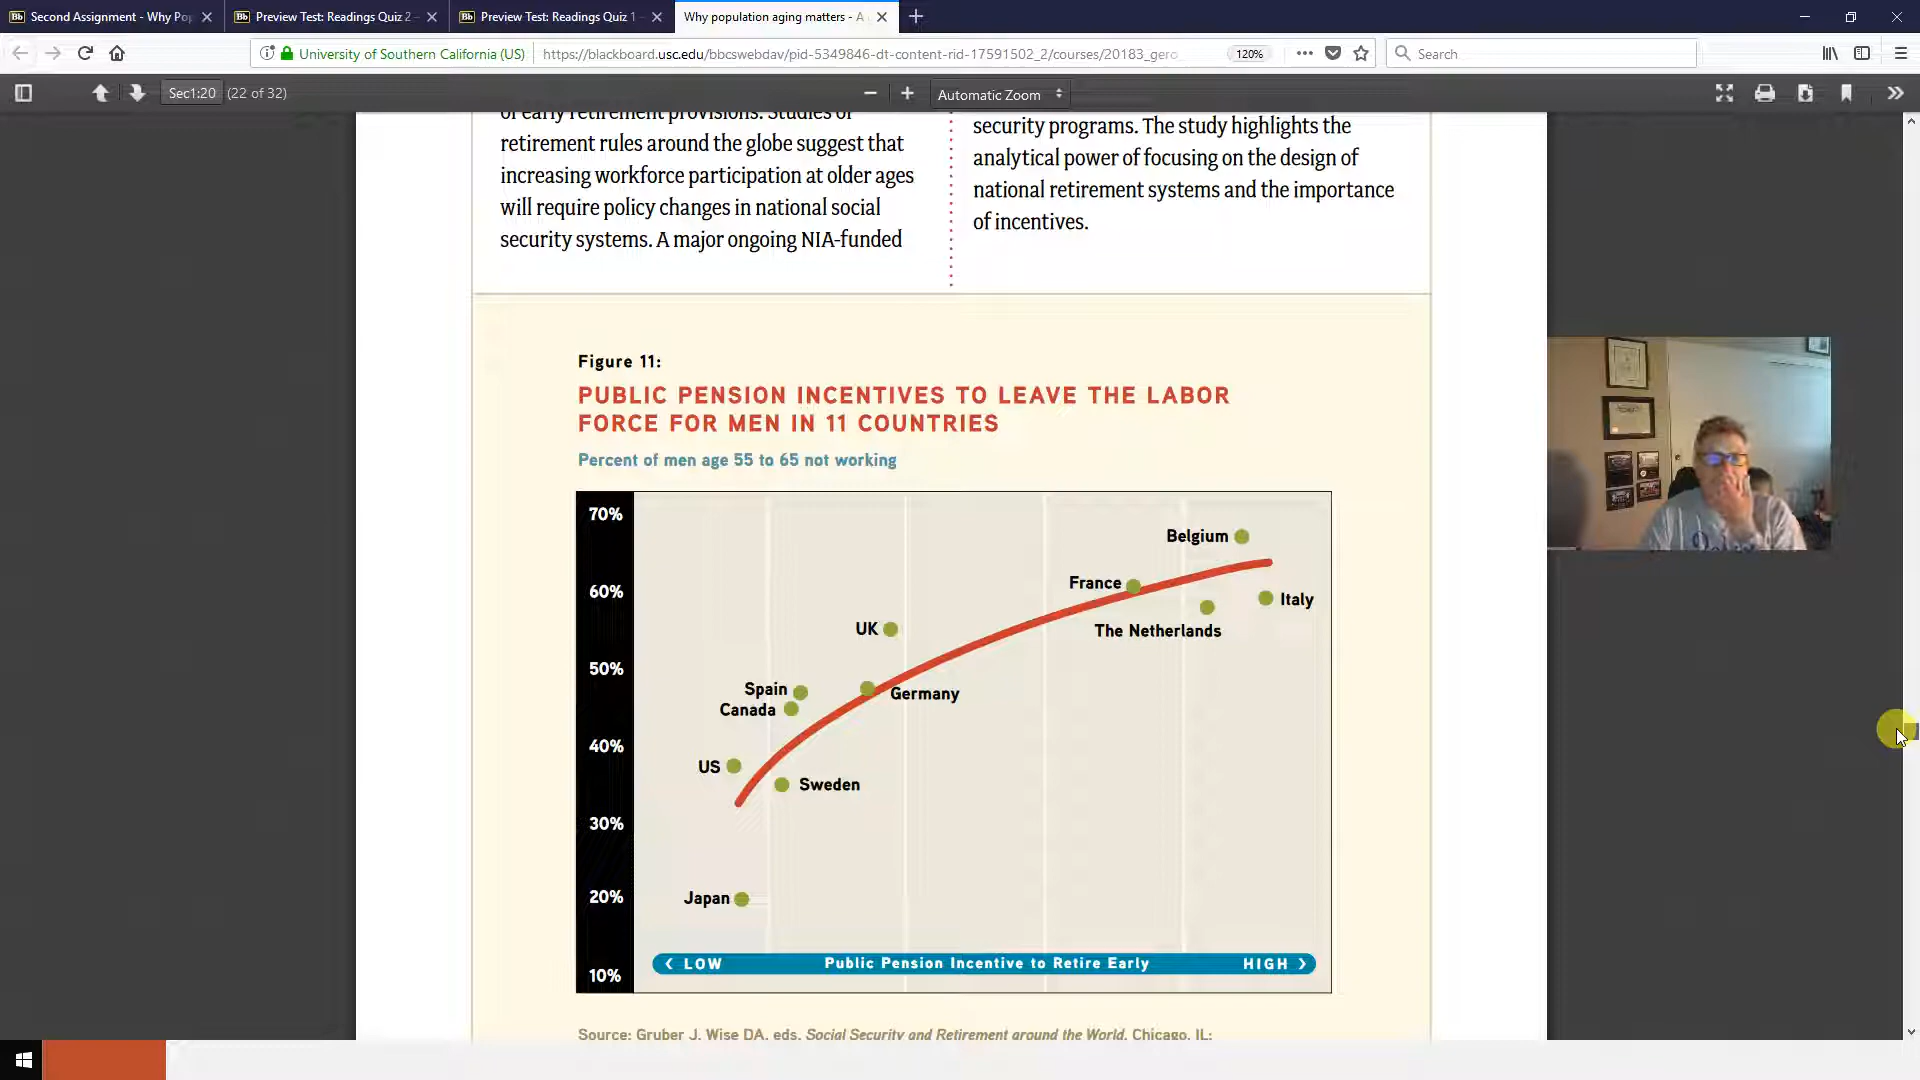 Second Assignment - Why Po
Preview Test: Readings Quiz 2 –
Preview Test: Readings Quiz 1 –
Why population aging matters - A
University of Southern California (US)
https://blackboard.usc.edu/bbcswebdav/pid-5349846-dt-content-rid-17591502_2/courses/20183_gero
120%
Search
Sec1:20
(22 of 32)
Automatic Zoom
of early retirement provisions. Studies of
retirement rules around the globe suggest that
increasing workforce participation at older ages
will require policy changes in national social
security systems. A major ongoing NIA-funded
security programs. The study highlights the
analytical power of focusing on the design of
national retirement systems and the importance
of incentives.
Figure 11:
PUBLIC PENSION INCENTIVES TO LEAVE THE LABOR
FORCE FOR MEN IN 11 COUNTRIES
Percent of men age 55 to 65 not working
70%
Belgium
France
60%
Italy
UK
The Netherlands
50%
Spain
Germany
Canada
40%
US
Sweden
30%
20%
Japan
LOW
Public Pension Incentive to Retire Early
HIGH
10%
Source: Gruber J, Wise DA, eds. Social Security and Retirement around the World. Chicago, IL: